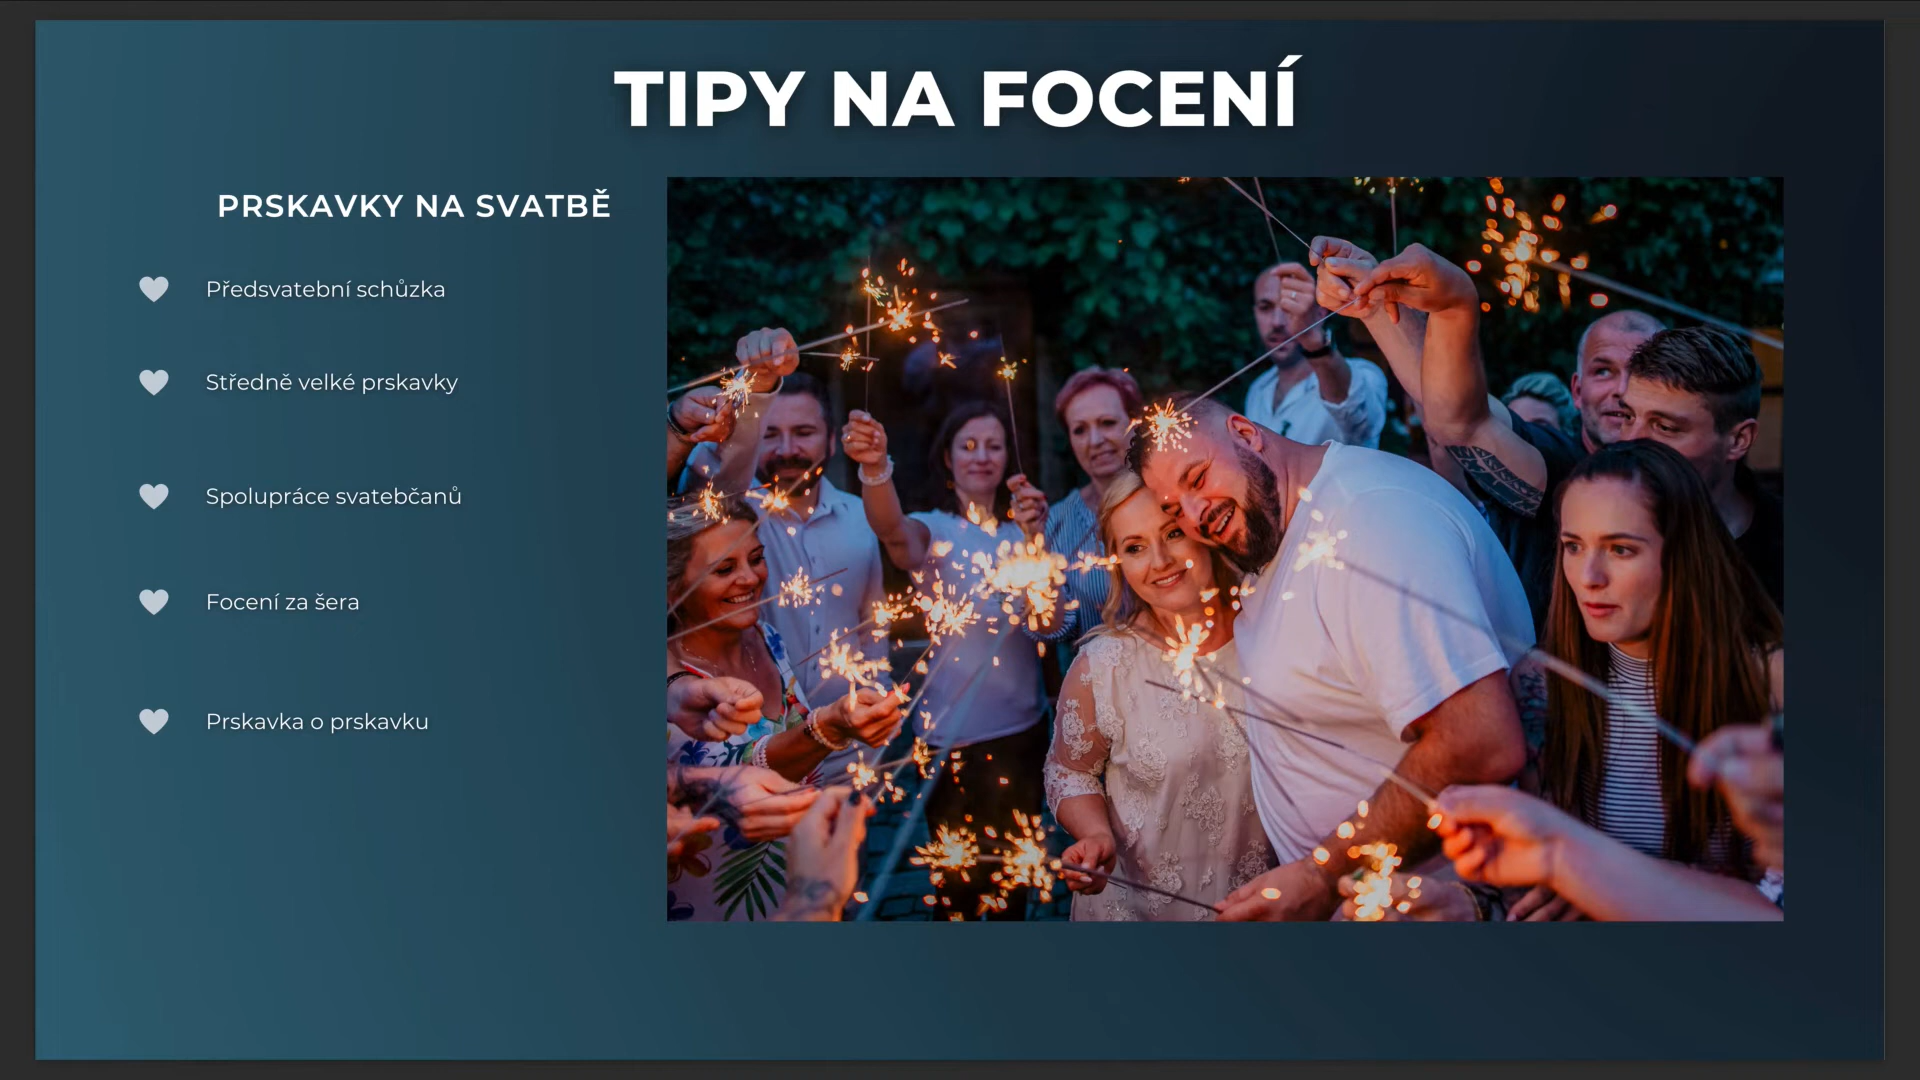 TIPY NA FOCENÍ
PRSKAVKY NA SVATBĚ
Předsvatební schůzka
Středně velké prskavky
Spolupráce svatebčanů
Focení za šera
Prskavka o prskavku